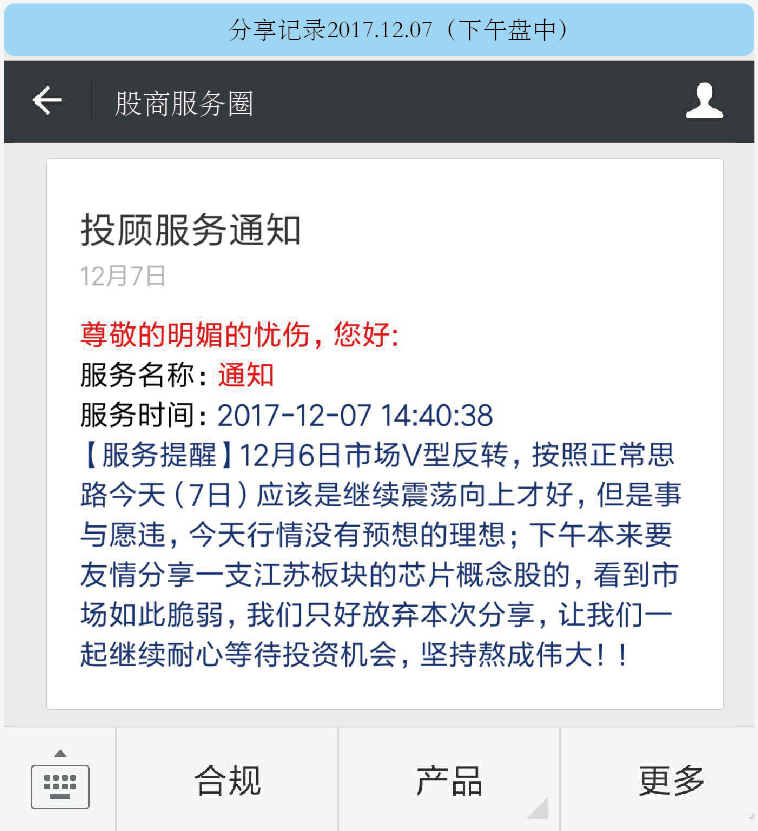 分享记录2017.12.07（下午盘中）
股商服务圈
投顾服务通知
12月7日
尊敬的明媚的忧伤，您好:
服务名称：通知
服务时间：2017-12-07 14:40:38
【服务提醒】12月6日市场V型反转，按照正常思
路今天（7日）应该是继续震荡向上才好，但是事
与愿违，今天行情没有预想的理想；下午本来要
友情分享一支江苏板块的芯片概念股的，看到市
场如此脆弱，我们只好放弃本次分享，让我们一
起继续耐心等待投资机会，坚持熬成伟大！！
合规
产品
更多